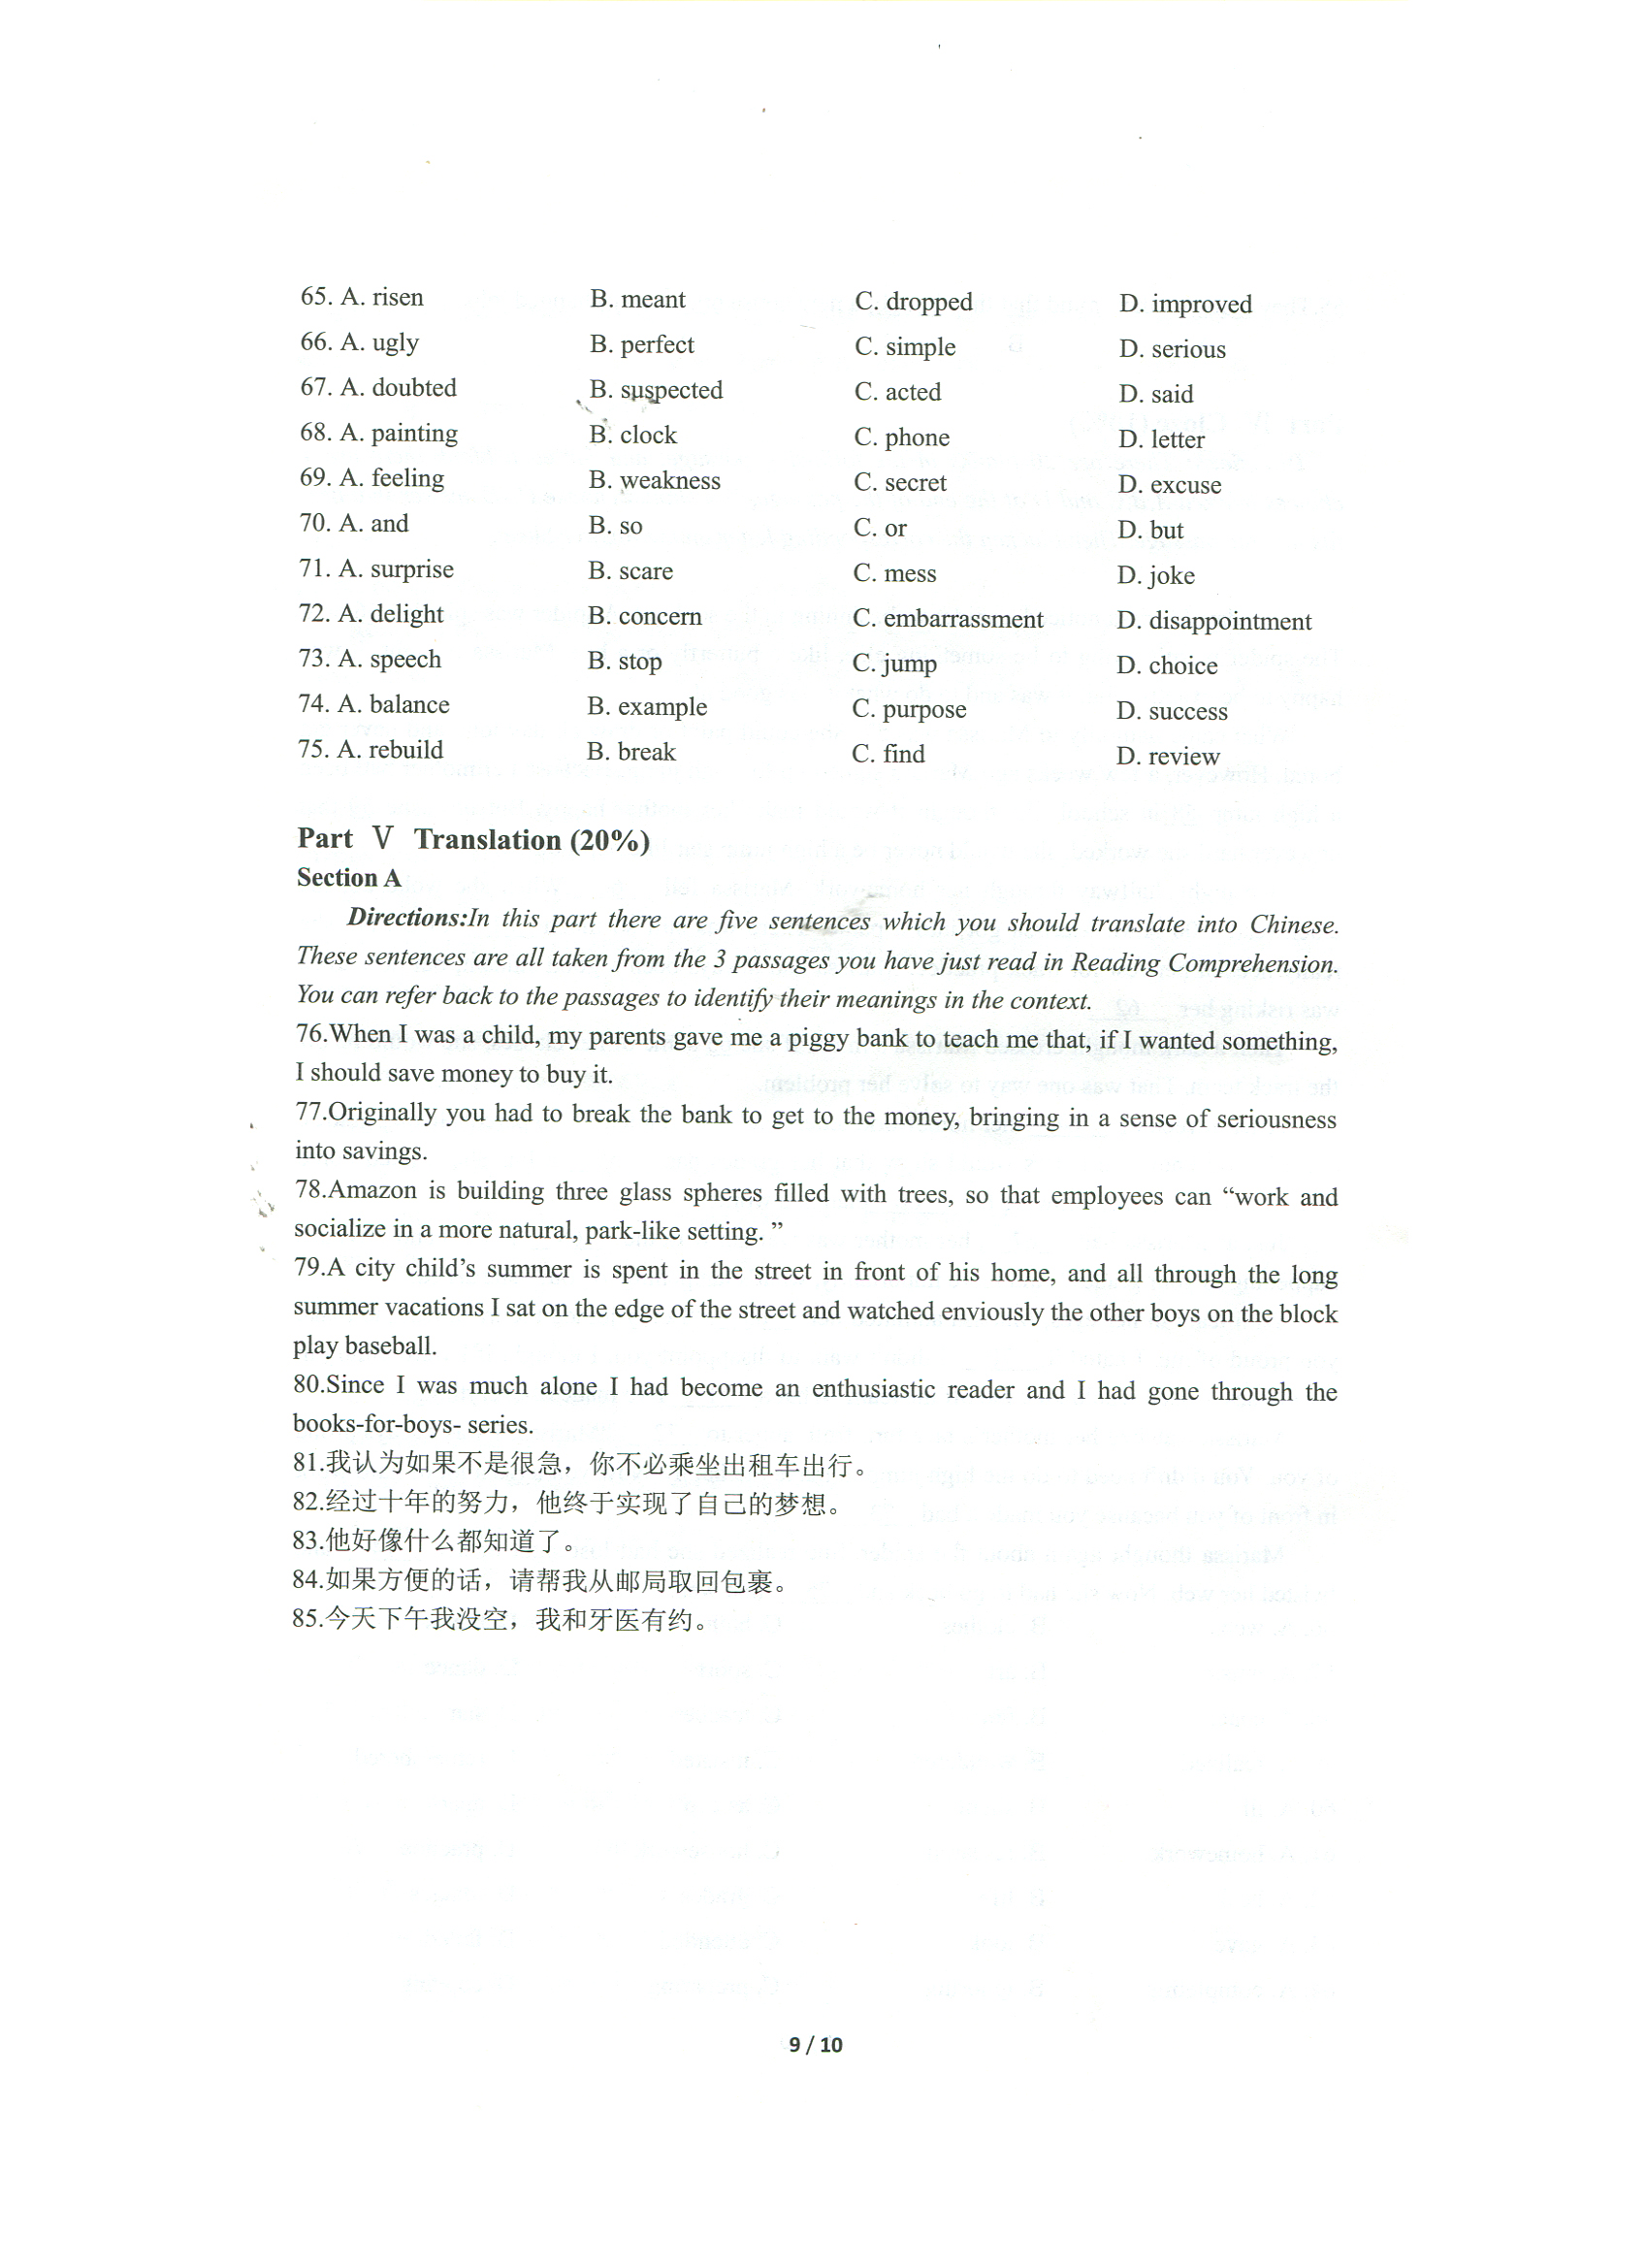 65. A. risen B. meant C. dropped D. improved
66. A. ugly B. perfect C. simple D. serious
67. A. doubted B. suspected C. acted D. said
68. A. painting B. clock C. phone D. letter
69. A. feeling B. weakness C. secret D. excuse
70. A. and B. so C. or D. but
71. A. surprise B. scare C. mess D. joke
72. A. delight B. concern C. embarrassment D. disappointment
73. A. speech B. stop C. jump D. choice
74. A. balance B. example C. purpose D. success
75. A. rebuild B. break C. find D. review
Part Ⅴ Translation (20%)
Section A
Directions:In this part there are five sentences which you should translate into Chinese.
These sentences are all taken from the 3 passages you have just read in Reading Comprehension.
You can refer back to the passages to identify their meanings in the context.
76.When I was a child, my parents gave me a piggy bank to teach me that, if I wanted something,
I should save money to buy it.
77.Originally you had to break the bank to get to the money, bringing in a sense of seriousness
into savings.
78.Amazon is building three glass spheres filled with trees, so that employees can “work and
socialize in a more natural, park-like setting. ”
79.A city child’s summer is spent in the street in front of his home, and all through the long
summer vacations I sat on the edge of the street and watched enviously the other boys on the block
play baseball.
80.Since I was much alone I had become an enthusiastic reader and I had gone through the
books-for-boys- series.
81.我认为如果不是很急，你不必乘坐出租车出行。
82.经过十年的努力，他终于实现了自己的梦想。
83.他好像什么都知道了。
84.如果方便的话，请帮我从邮局取回包裹。
85.今天下午我没空，我和牙医有约。
9 / 10